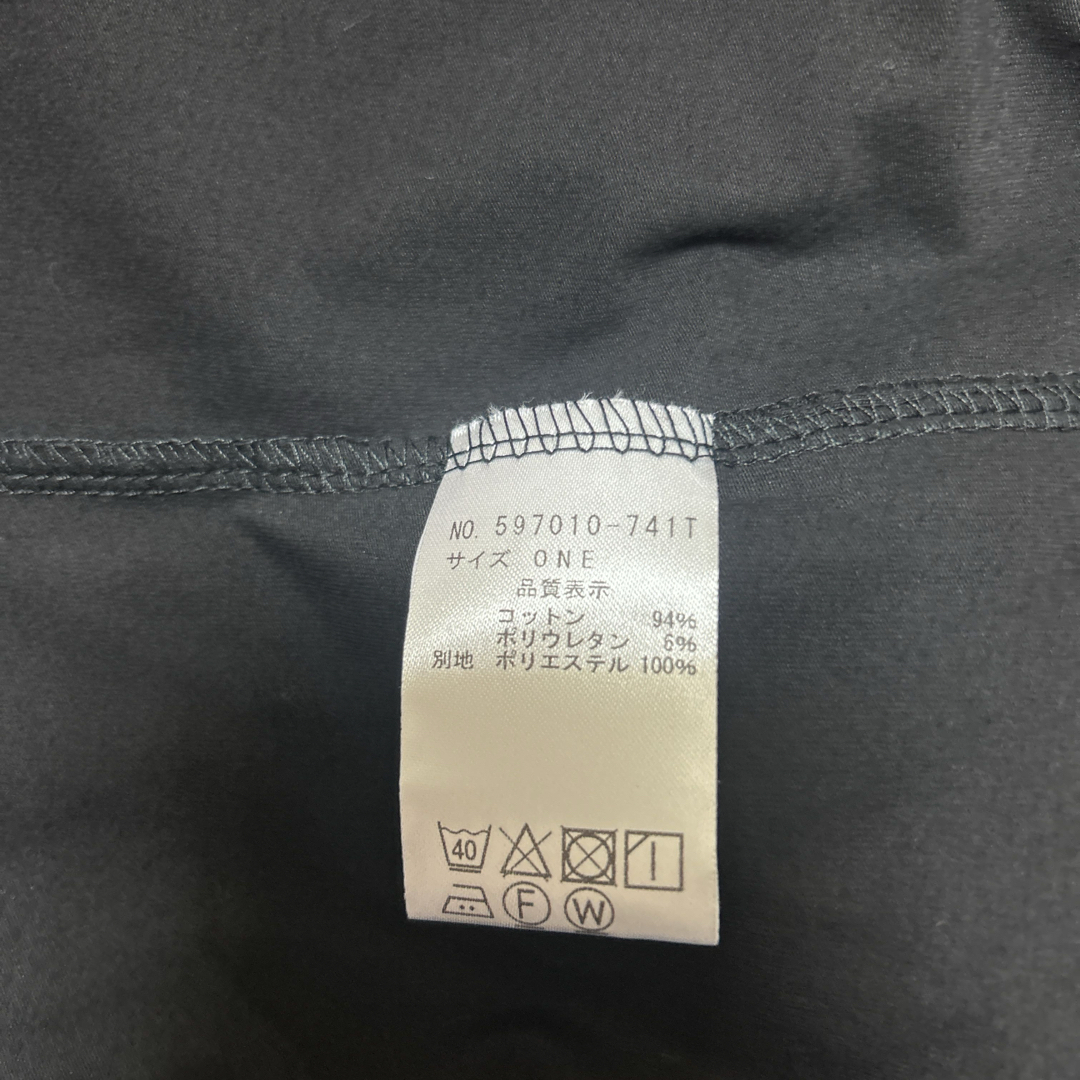 NO. 597010-741T
サイズ ONE
品質表示
コットン 94%
ポリウレタン 6%
別地 ポリエステル 100%
40
F W